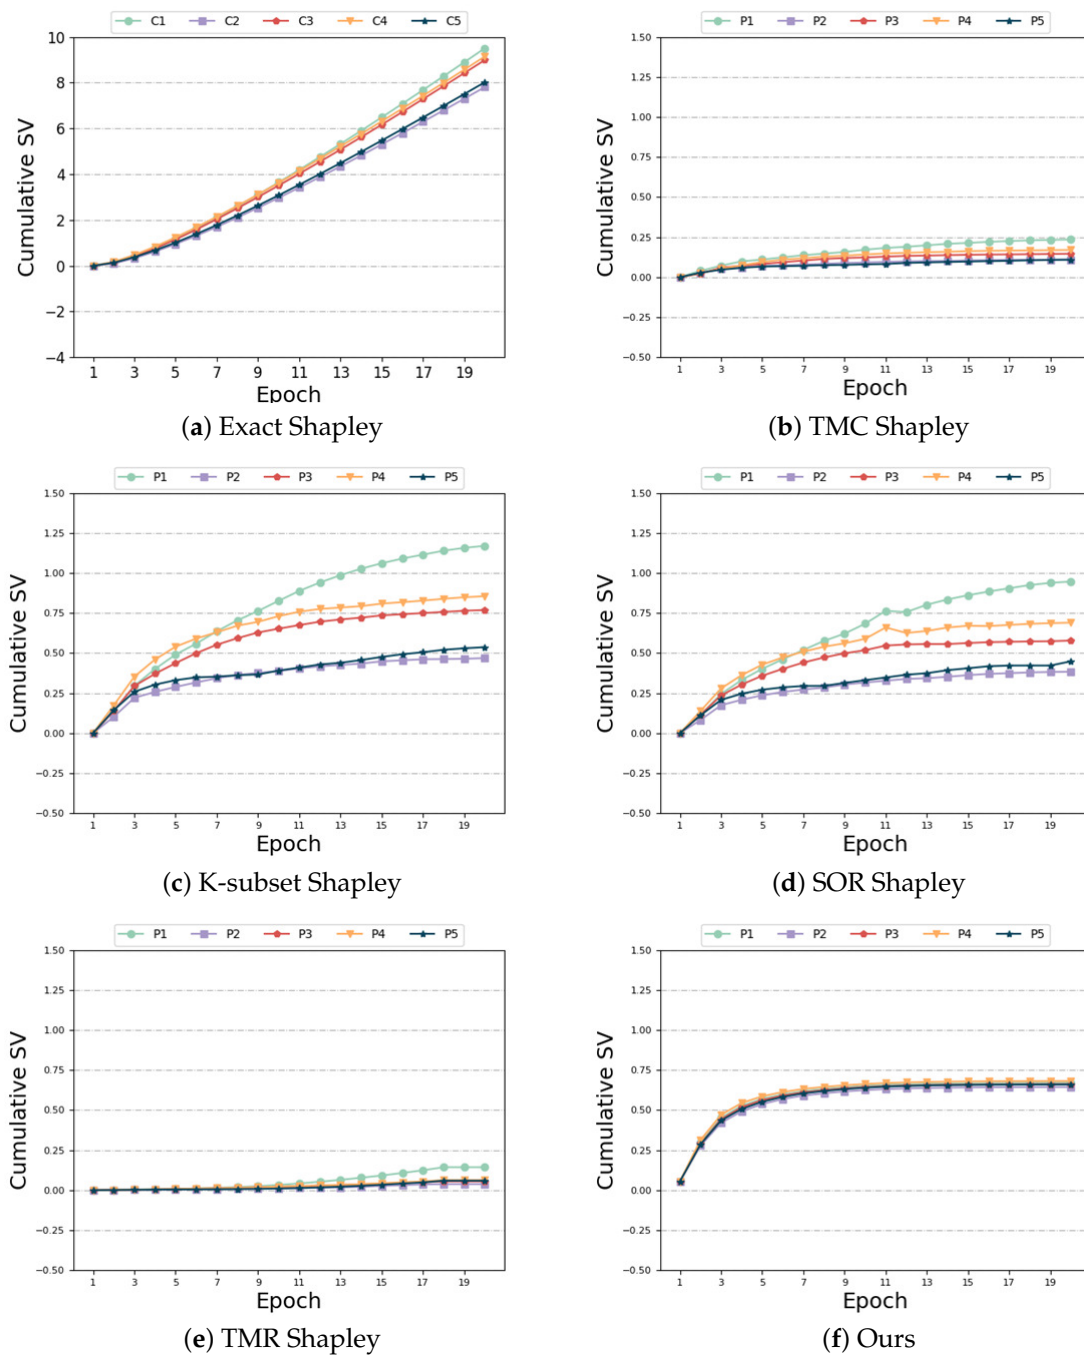 C1 C2 C3 C4 C5
10
8
6
4
2
0
−2
−4
Cumulative SV
1 3 5 7 9 11 13 15 17 19
Epoch
(a) Exact Shapley
P1 P2 P3 P4 P5
1.50
1.25
1.00
0.75
0.50
0.25
0.00
−0.25
−0.50
Cumulative SV
1 3 5 7 9 11 13 15 17 19
Epoch
(b) TMC Shapley
P1 P2 P3 P4 P5
1.50
1.25
1.00
0.75
0.50
0.25
0.00
−0.25
−0.50
Cumulative SV
1 3 5 7 9 11 13 15 17 19
Epoch
(c) K-subset Shapley
P1 P2 P3 P4 P5
1.50
1.25
1.00
0.75
0.50
0.25
0.00
−0.25
−0.50
Cumulative SV
1 3 5 7 9 11 13 15 17 19
Epoch
(d) SOR Shapley
P1 P2 P3 P4 P5
1.50
1.25
1.00
0.75
0.50
0.25
0.00
−0.25
−0.50
Cumulative SV
1 3 5 7 9 11 13 15 17 19
Epoch
(e) TMR Shapley
P1 P2 P3 P4 P5
1.50
1.25
1.00
0.75
0.50
0.25
0.00
−0.25
−0.50
Cumulative SV
1 3 5 7 9 11 13 15 17 19
Epoch
(f) Ours